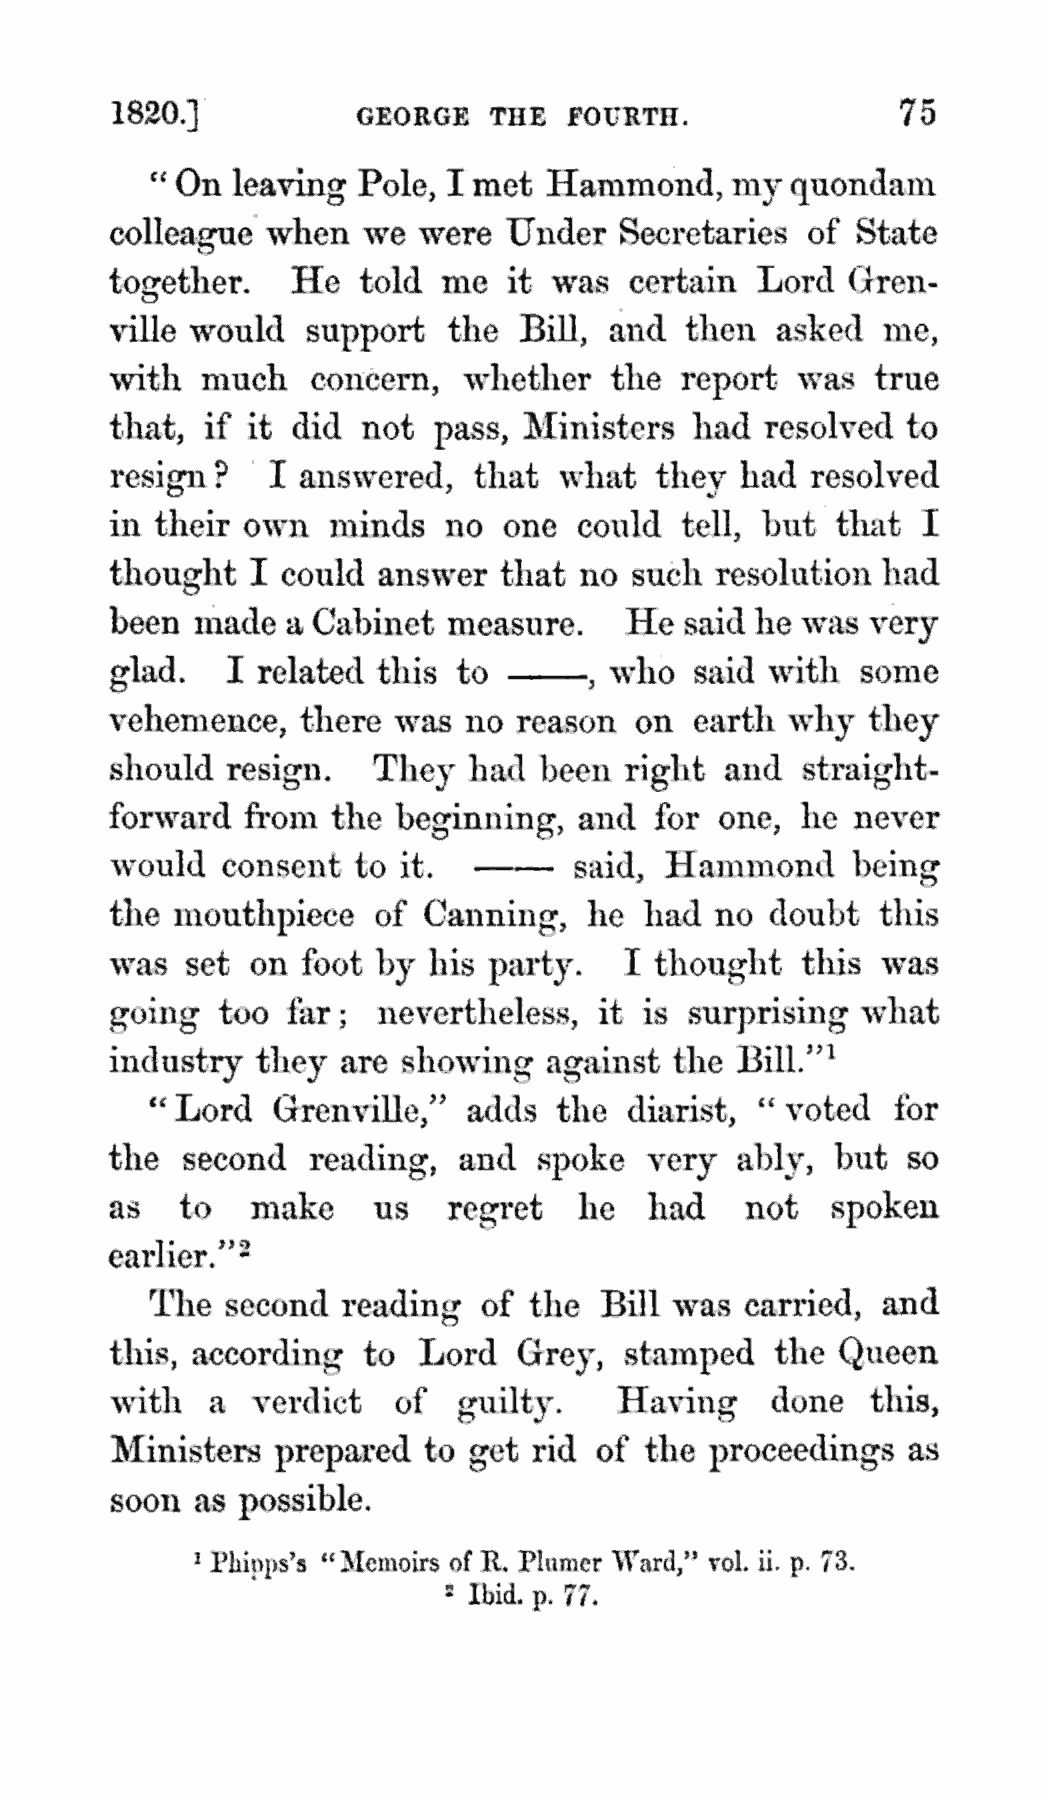 1820.] GEORGE THE FOURTH. 75
“On leaving Pole, I met Hammond, my quondam
colleague when we were Under Secretaries of State
together. He told me it was certain Lord Gren-
ville would support the Bill, and then asked me,
with much concern, whether the report was true
that, if it did not pass, Ministers had resolved to
resign? I answered, that what they had resolved
in their own minds no one could tell, but that I
thought I could answer that no such resolution had
been made a Cabinet measure. He said he was very
glad. I related this to ——, who said with some
vehemence, there was no reason on earth why they
should resign. They had been right and straight-
forward from the beginning, and for one, he never
would consent to it. —— said, Hammond being
the mouthpiece of Canning, he had no doubt this
was set on foot by his party. I thought this was
going too far; nevertheless, it is surprising what
industry they are showing against the Bill.”¹
“Lord Grenville,” adds the diarist, “voted for
the second reading, and spoke very ably, but so
as to make us regret he had not spoken
earlier.”²
The second reading of the Bill was carried, and
this, according to Lord Grey, stamped the Queen
with a verdict of guilty. Having done this,
Ministers prepared to get rid of the proceedings as
soon as possible.
¹ Phipps’s “Memoirs of R. Plumer Ward,” vol. ii. p. 73.
² Ibid. p. 77.